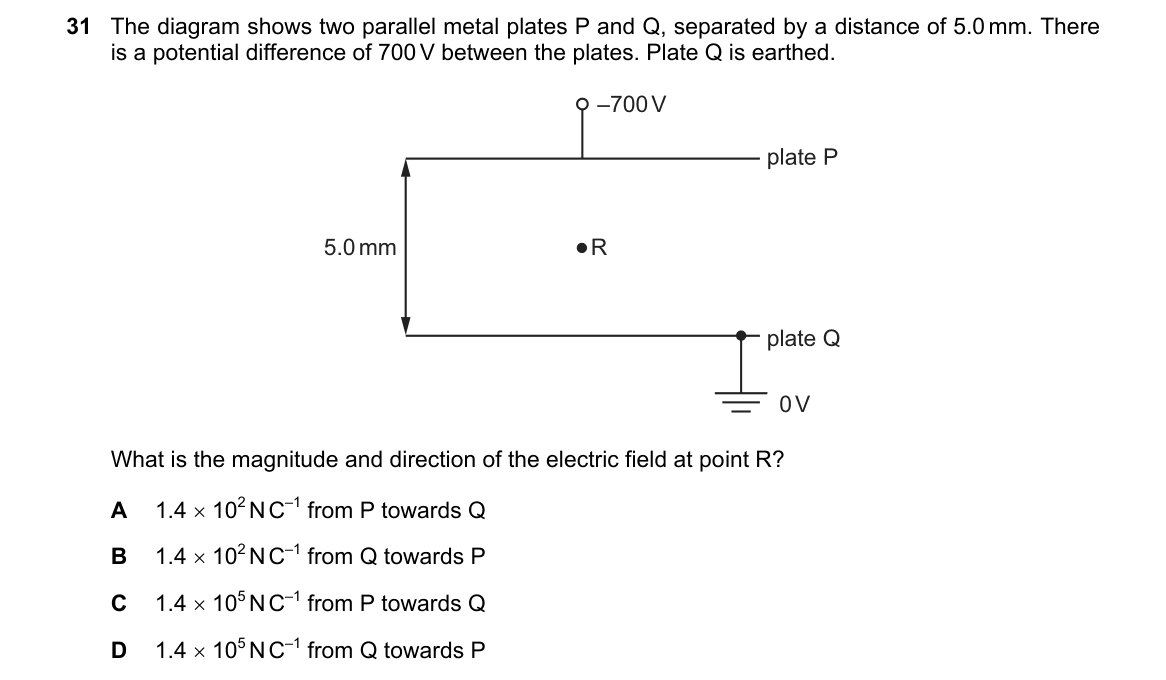 31 The diagram shows two parallel metal plates P and Q, separated by a distance of 5.0 mm. There
is a potential difference of 700 V between the plates. Plate Q is earthed.
–700 V
plate P
5.0 mm
R
plate Q
0 V
What is the magnitude and direction of the electric field at point R?
A 1.4 × 10² N C⁻¹ from P towards Q
B 1.4 × 10² N C⁻¹ from Q towards P
C 1.4 × 10⁵ N C⁻¹ from P towards Q
D 1.4 × 10⁵ N C⁻¹ from Q towards P